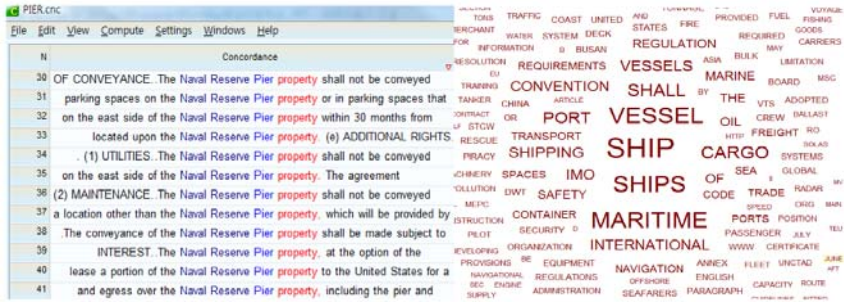 PIER.cnc
File Edit View Compute Settings Windows Help
N Concordance
30 OF CONVEYANCE..The Naval Reserve Pier property shall not be conveyed
31 parking spaces on the Naval Reserve Pier property or in parking spaces that
32 on the east side of the Naval Reserve Pier property within 30 months from
33 located upon the Naval Reserve Pier property. (e) ADDITIONAL RIGHTS.
34 . (1) UTILITIES..The Naval Reserve Pier property shall not be conveyed
35 on the east side of the Naval Reserve Pier property. The agreement
36 (2) MAINTENANCE..The Naval Reserve Pier property shall not be conveyed
37 a location other than the Naval Reserve Pier property, which will be provided by
38 .The conveyance of the Naval Reserve Pier property shall be made subject to
39 INTEREST..The Naval Reserve Pier property, at the option of the
40 lease a portion of the Naval Reserve Pier property to the United States for a
41 and egress over the Naval Reserve Pier property, including the pier and
TONS TRAFFIC COAST UNITED AND STATES FIRE PROVIDED FUEL VOYAGE FISHING
WATER SYSTEM DECK REGULATION REQUIRED GOODS CARRIERS
FOR INFORMATION B BUSAN MAY
REQUIREMENTS VESSELS ASIA BULK LIMITATION
EU TRAINING CONVENTION SHALL BY MARINE BOARD MSC
TANKER CHINA ARTICLE THE VTS ADOPTED
OR PORT VESSEL OIL CREW BALLAST
STCW RESCUE TRANSPORT HTTP FREIGHT RO
PIRACY SHIPPING SHIP CARGO SYSTEMS SOLAS
SPACES IMO SHIPS OF SEA GLOBAL
DWT SAFETY CODE TRADE RADAR MV
MEPC CONTAINER MARITIME SPEED PORTS POSITION ORG MAIN
PILOT SECURITY D PASSENGER JULY TEU
ORGANIZATION INTERNATIONAL WWW CERTIFICATE
PROVISIONS BE EQUIPMENT NAVIGATION ANNEX FLEET UNCTAD JUNE
NAVIGATIONAL REGULATIONS OFFSHORE ENGLISH AFT
SEC ENGINE SUPPLY ADMINISTRATION SEAFARERS PARAGRAPH CAPACITY ROUTE